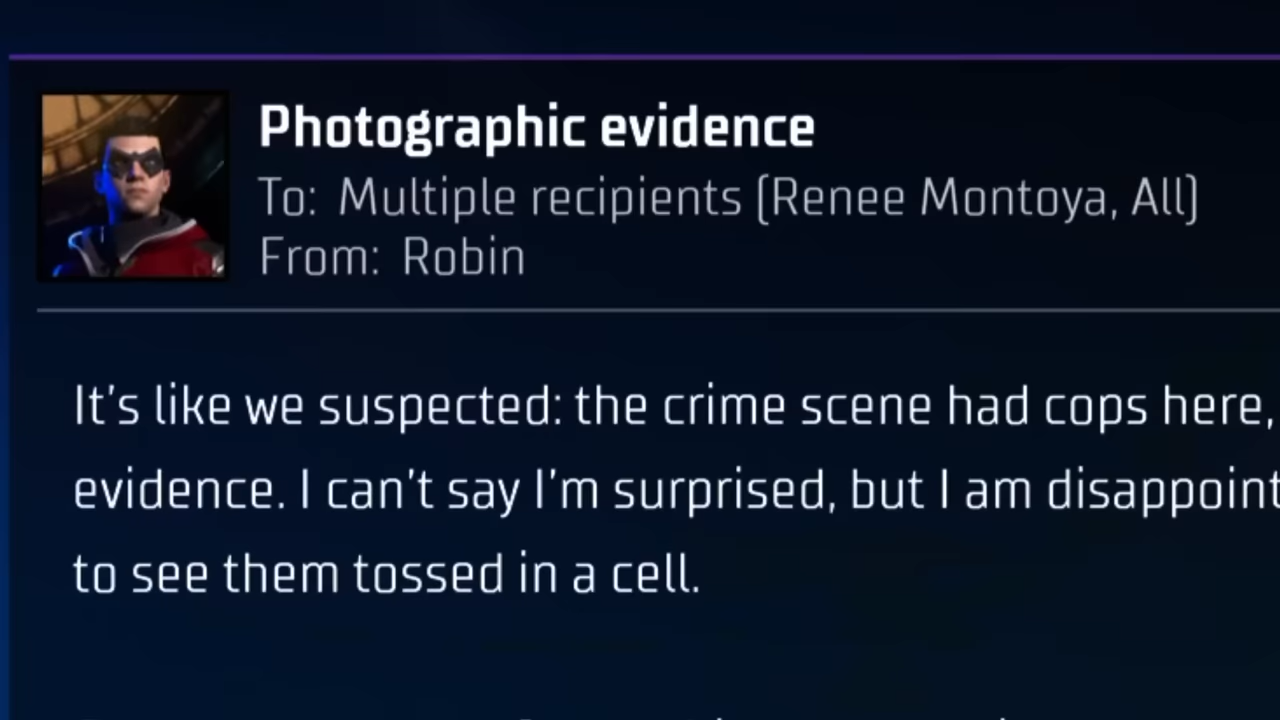 Photographic evidence
To: Multiple recipients (Renee Montoya, All)
From: Robin
It's like we suspected: the crime scene had cops here,
evidence. I can't say I'm surprised, but I am disappoint
to see them tossed in a cell.